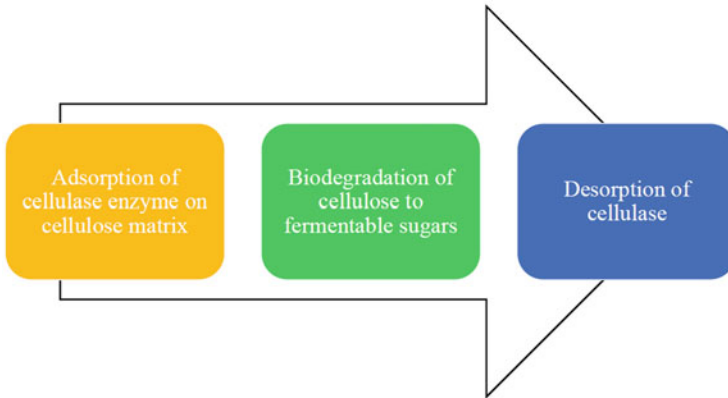 Adsorption of
cellulase enzyme on
cellulose matrix
Biodegradation of
cellulose to
fermentable sugars
Desorption of
cellulase